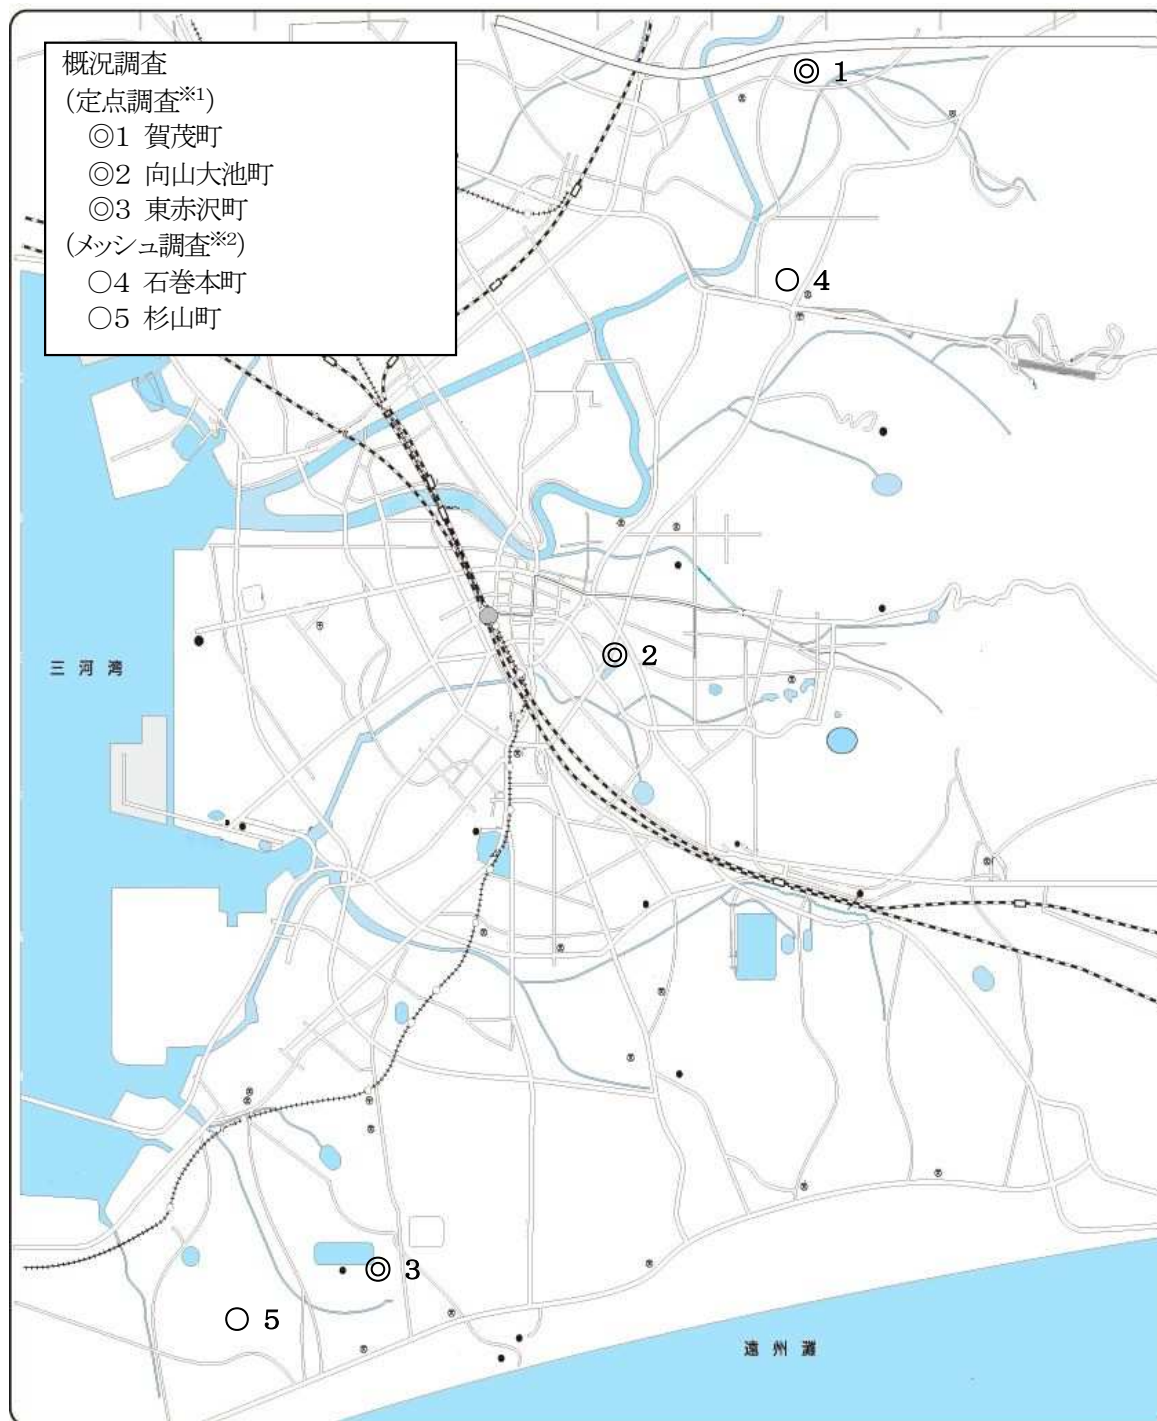 概況調査
(定点調査※1)
◎1 賀茂町
◎2 向山大池町
◎3 東赤沢町
(メッシュ調査※2)
○4 石巻本町
○5 杉山町
◎ 1
○ 4
◎ 2
三河湾
◎ 3
○ 5
遠州灘